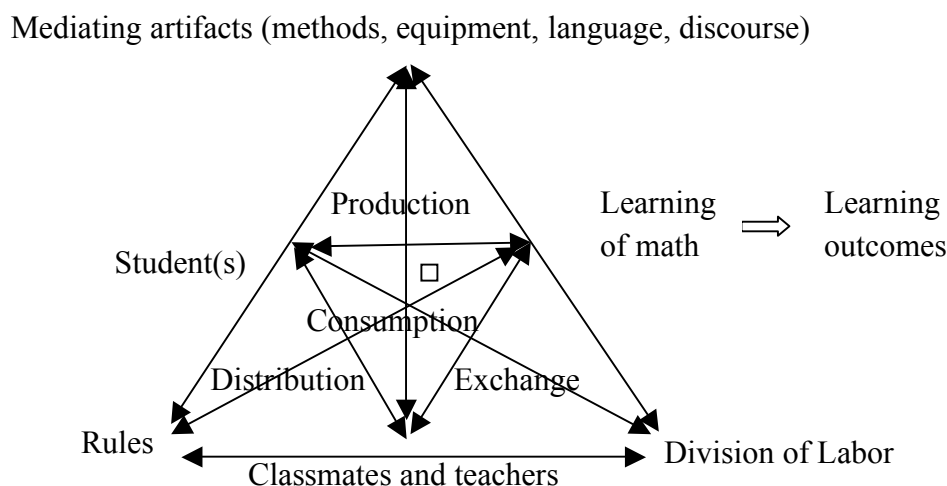 Mediating artifacts (methods, equipment, language, discourse)
Production
Learning
of math
Learning
outcomes
Student(s)
Consumption
Distribution
Exchange
Rules
Division of Labor
Classmates and teachers